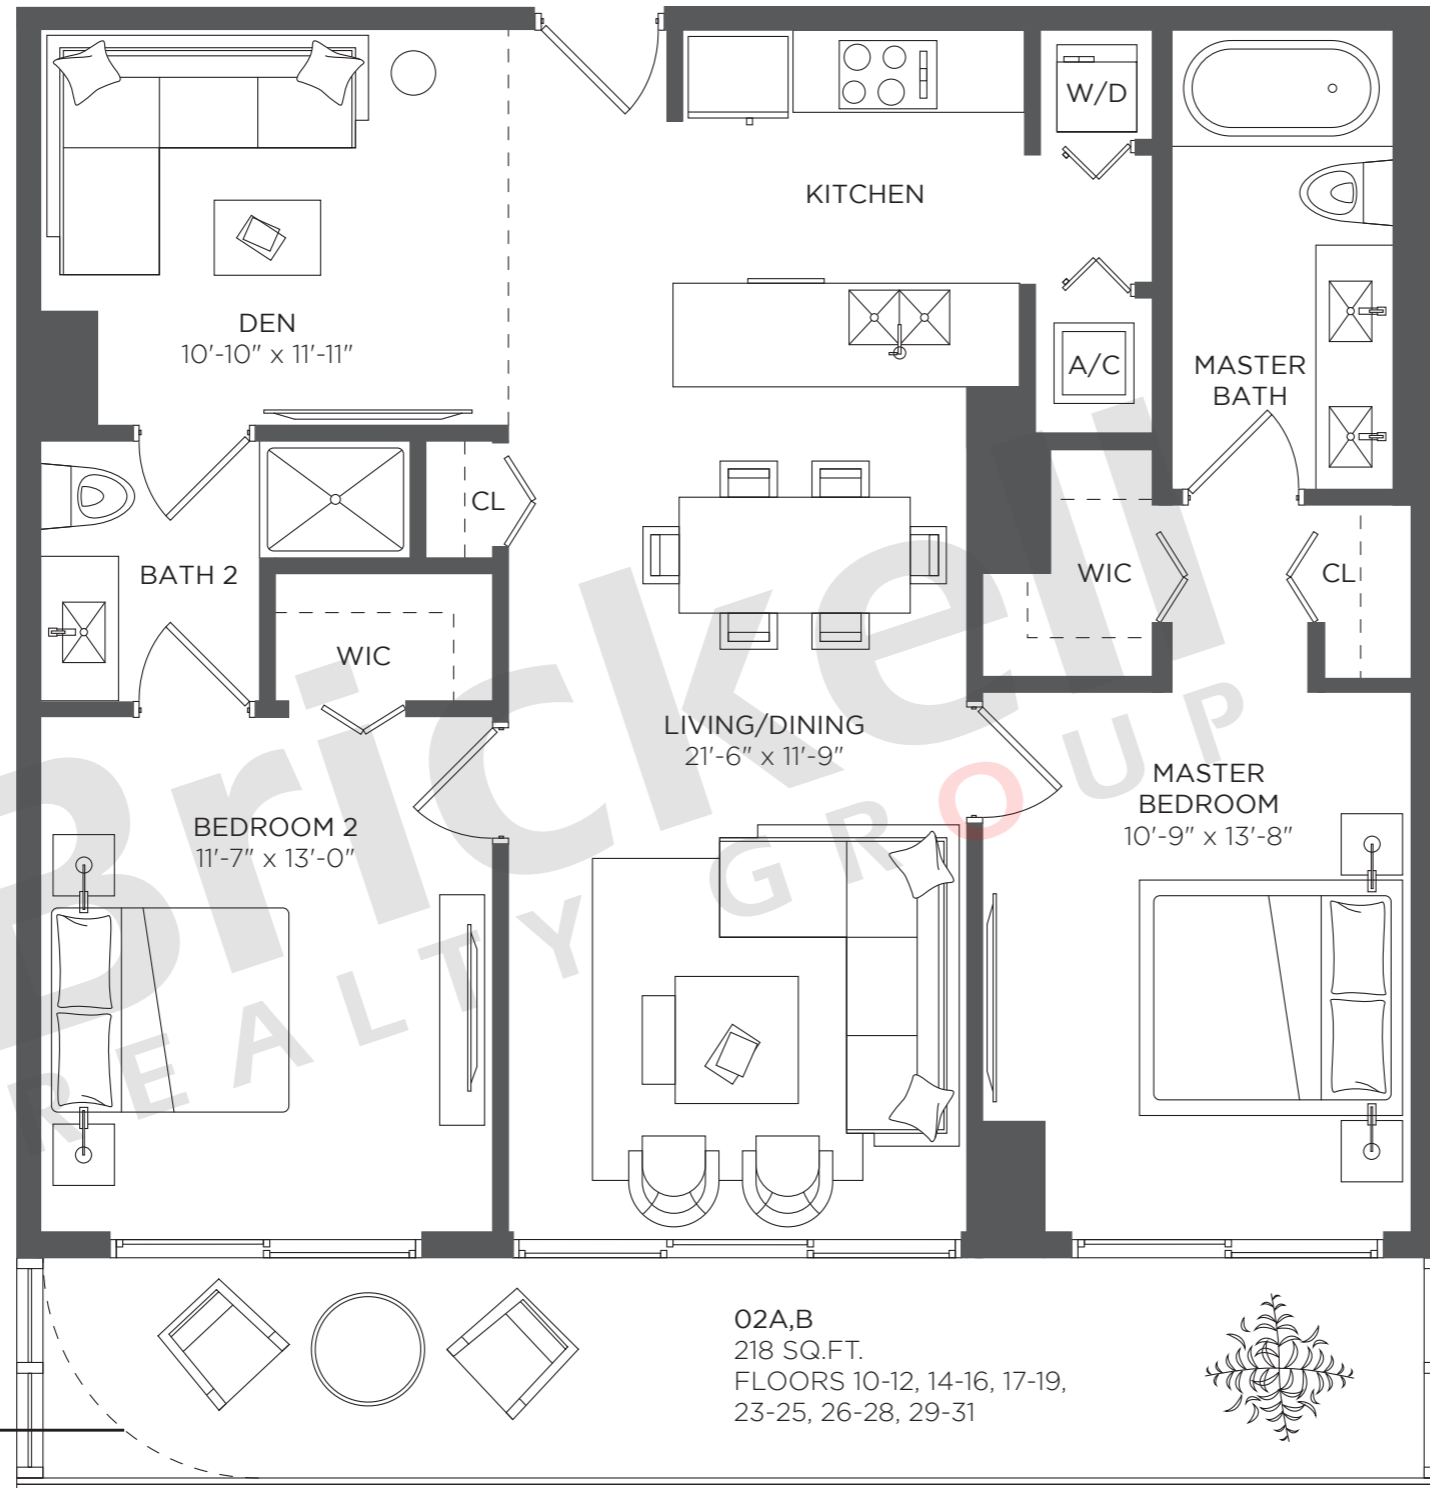 W/D
KITCHEN
DEN
10'-10" x 11'-11"
A/C
MASTER
BATH
CL
BATH 2
WIC
WIC
CL
LIVING/DINING
21'-6" x 11'-9"
MASTER
BEDROOM
10'-9" x 13'-8"
BEDROOM 2
11'-7" x 13'-0"
Brickell
REALTY GROUP
02A,B
218 SQ.FT.
FLOORS 10-12, 14-16, 17-19,
23-25, 26-28, 29-31